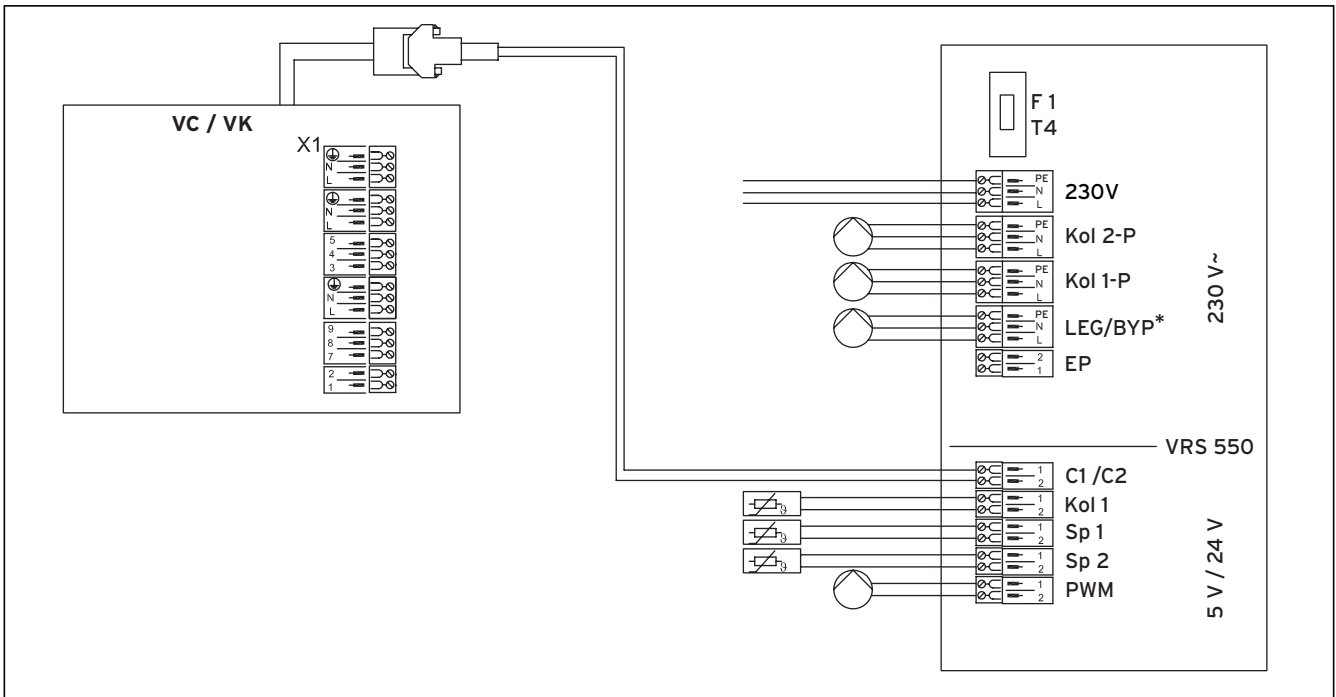 VC / VK
X1
N
L
N
L
5
4
3
N
L
9
8
7
2
1
F 1
T4
PE
N
L
230V
PE
N
L
Kol 2-P
PE
N
L
Kol 1-P
PE
N
L
LEG/BYP*
2
1
EP
230 V~
VRS 550
1
2
C1 /C2
1
2
Kol 1
ϑ
1
2
Sp 1
ϑ
1
2
Sp 2
ϑ
1
2
PWM
5 V / 24 V